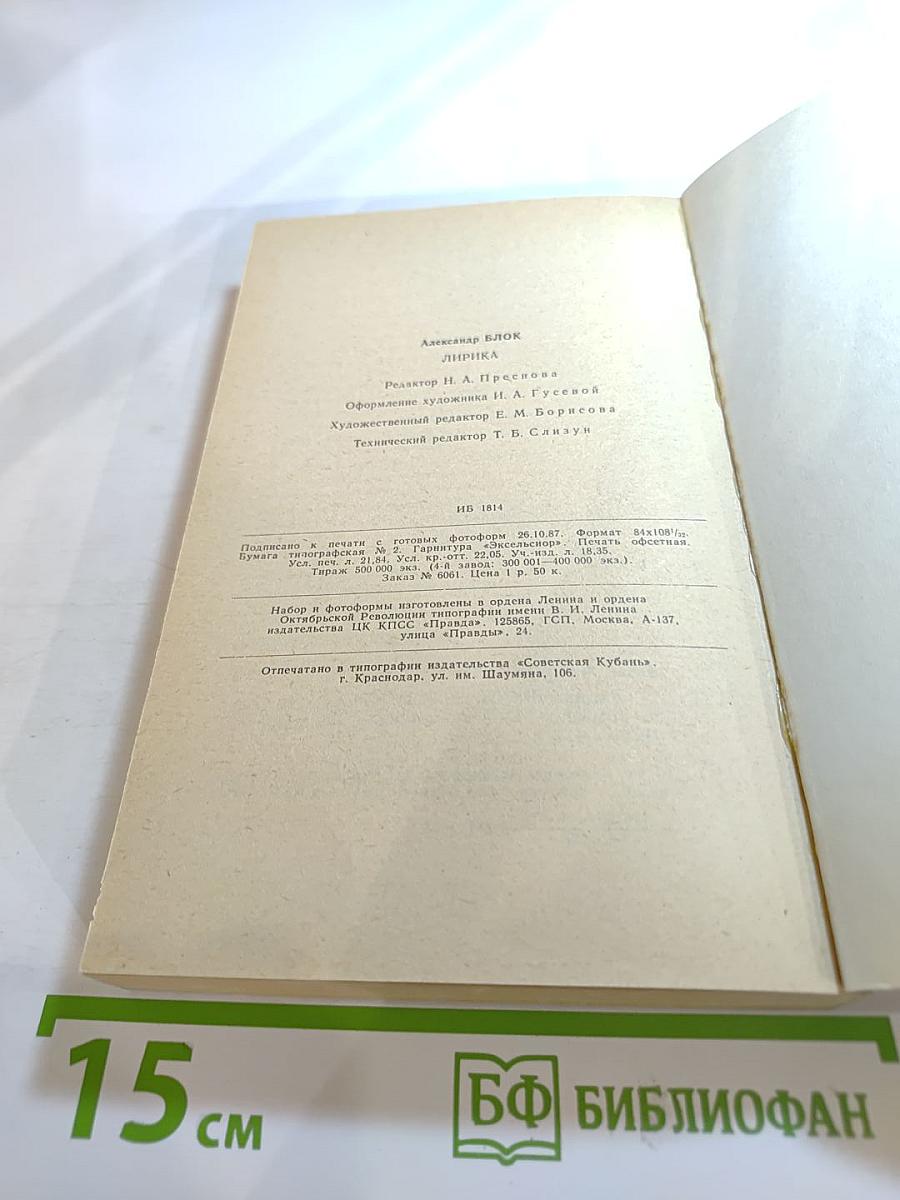 Александр БЛОК
ЛИРИКА
Редактор Н. А. Преснова
Оформление художника И. А. Гусевой
Художественный редактор Е. М. Борисова
Технический редактор Т. Б. Слизун
ИБ 1814
Подписано к печати с готовых фотоформ 26.10.87. Формат 84х108¹/₃₂.
Бумага типографская № 2. Гарнитура «Эксельсиор». Печать офсетная.
Усл. печ. л. 21,84. Усл. кр.-отт. 22,05. Уч.-изд. л. 18,35.
Тираж 500 000 экз. (4-й завод: 300 001—400 000 экз.).
Заказ № 6061. Цена 1 р. 50 к.
Набор и фотоформы изготовлены в ордена Ленина и ордена
Октябрьской Революции типографии имени В. И. Ленина
издательства ЦК КПСС «Правда». 125865, ГСП, Москва, А-137,
улица «Правды», 24.
Отпечатано в типографии издательства «Советская Кубань»,
г. Краснодар, ул. им. Шаумяна, 106.
15 см
БФ БИБЛИОФАН